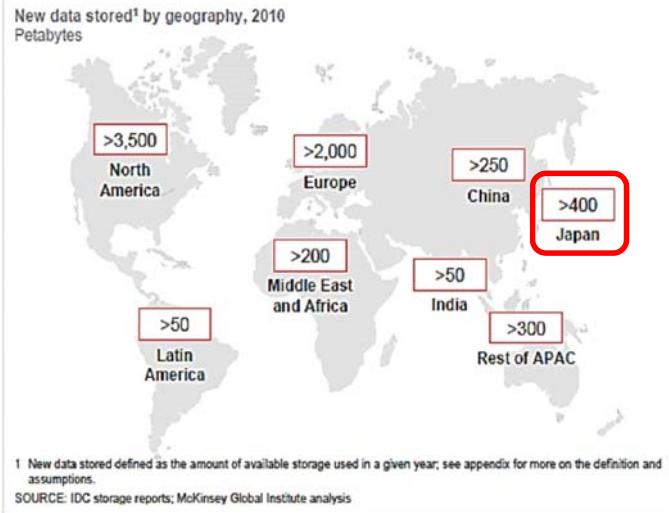 New data stored¹ by geography, 2010
Petabytes
>3,500
North
America
>2,000
Europe
>250
China
>400
Japan
>200
Middle East
and Africa
>50
India
>50
Latin
America
>300
Rest of APAC
1 New data stored defined as the amount of available storage used in a given year; see appendix for more on the definition and
assumptions.
SOURCE: IDC storage reports; McKinsey Global Institute analysis